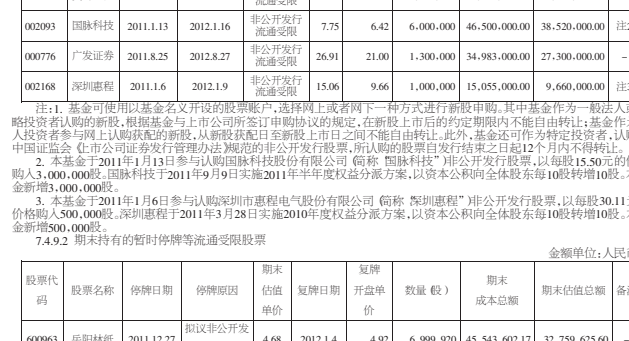 流通受限
002093 国脉科技 2011.1.13 2012.1.16 非公开发行流通受限 7.75 6.42 6,000,000 46,500,000.00 38,520,000.00
000776 广发证券 2011.8.25 2012.8.27 非公开发行流通受限 26.91 21.00 1,300,000 34,983,000.00 27,300,000.00 –
002168 深圳惠程 2011.1.6 2012.1.9 非公开发行流通受限 15.06 9.66 1,000,000 15,055,000.00 9,660,000.00
注：1. 基金可使用以基金名义开设的股票账户，选择网上或者网下一种方式进行新股申购。其中基金作为一般法人或
略投资者认购的新股，根据基金与上市公司所签订申购协议的规定，在新股上市后的约定期限内不能自由转让；基金作
人投资者参与网上认购获配的新股，从新股获配日至新股上市日之间不能自由转让。此外，基金还可作为特定投资者，认购
中国证监会《上市公司证券发行管理办法》规范的非公开发行股票，所认购的股票自发行结束之日起12个月内不得转让。
2. 本基金于2011年1月13日参与认购国脉科技股份有限公司（简称“国脉科技”）非公开发行股票，以每股15.50元的
购入3,000,000股。国脉科技于2011年9月9日实施2011年半年度权益分派方案，以资本公积向全体股东每10股转增10股。
金新增3,000,000股。
3. 本基金于2011年1月6日参与认购深圳市惠程电气股份有限公司（简称“深圳惠程”）非公开发行股票，以每股30.11
价格购入500,000股。深圳惠程于2011年3月28日实施2010年度权益分派方案，以资本公积向全体股东每10股转增10股。
金新增500,000股。
7.4.9.2 期末持有的暂时停牌等流通受限股票
金额单位：人民
股票代码 股票名称 停牌日期 停牌原因 期末估值单价 复牌日期 复牌开盘单价 数量（股） 期末成本总额 期末估值总额
600963 岳阳林纸 2011.12.27 拟议非公开发 4.68 2012.1.4 4.92 6,999,920 45,543,602.17 32,759,625.60 –